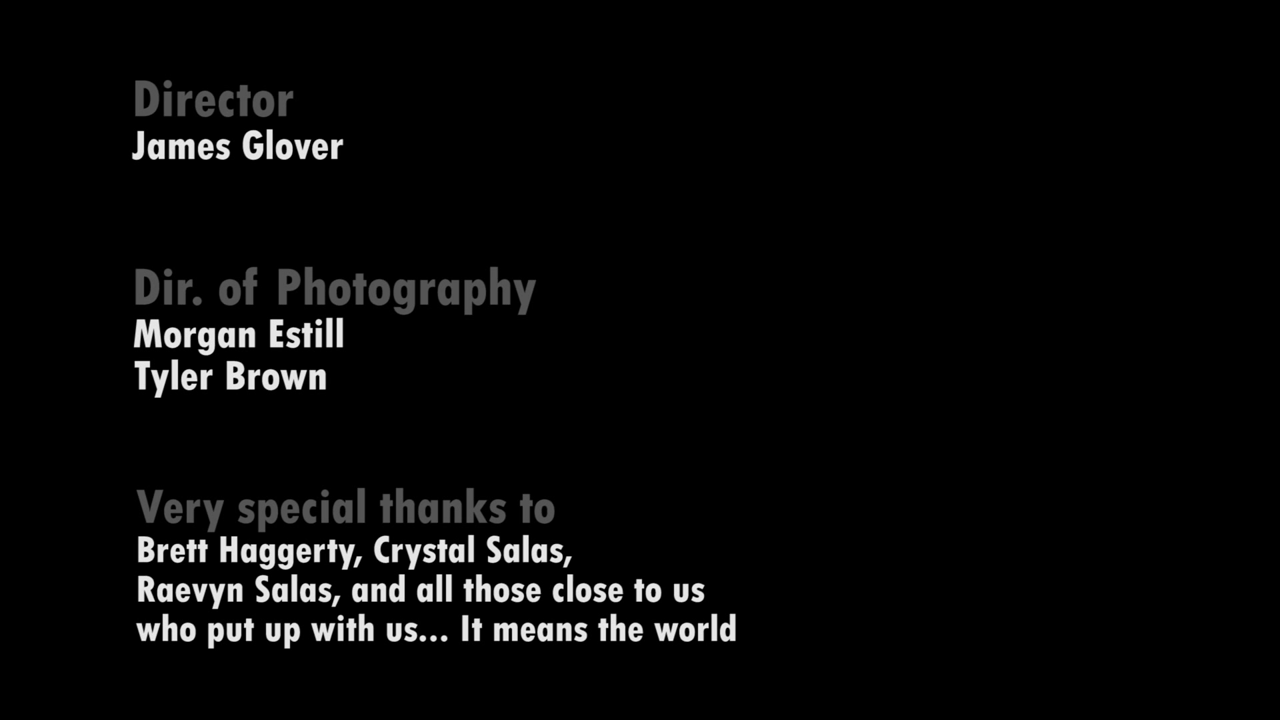 Director
James Glover
Dir. of Photography
Morgan Estill
Tyler Brown
Very special thanks to
Brett Haggerty, Crystal Salas,
Raevyn Salas, and all those close to us
who put up with us... It means the world